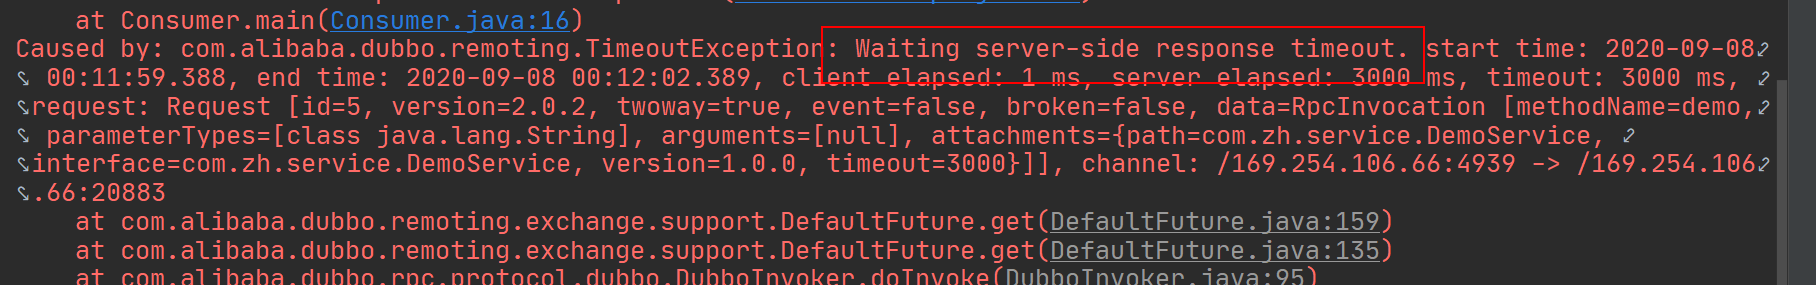 at Consumer.main(Consumer.java:16)
Caused by: com.alibaba.dubbo.remoting.TimeoutException: Waiting server-side response timeout. start time: 2020-09-08
00:11:59.388, end time: 2020-09-08 00:12:02.389, client elapsed: 1 ms, server elapsed: 3000 ms, timeout: 3000 ms,
request: Request [id=5, version=2.0.2, twoway=true, event=false, broken=false, data=RpcInvocation [methodName=demo,
parameterTypes=[class java.lang.String], arguments=[null], attachments={path=com.zh.service.DemoService,
interface=com.zh.service.DemoService, version=1.0.0, timeout=3000}]], channel: /169.254.106.66:4939 -> /169.254.106
.66:20883
at com.alibaba.dubbo.remoting.exchange.support.DefaultFuture.get(DefaultFuture.java:159)
at com.alibaba.dubbo.remoting.exchange.support.DefaultFuture.get(DefaultFuture.java:135)
at com.alibaba.dubbo.rpc.protocol.dubbo.DubboInvoker.doInvoke(DubboInvoker.java:95)